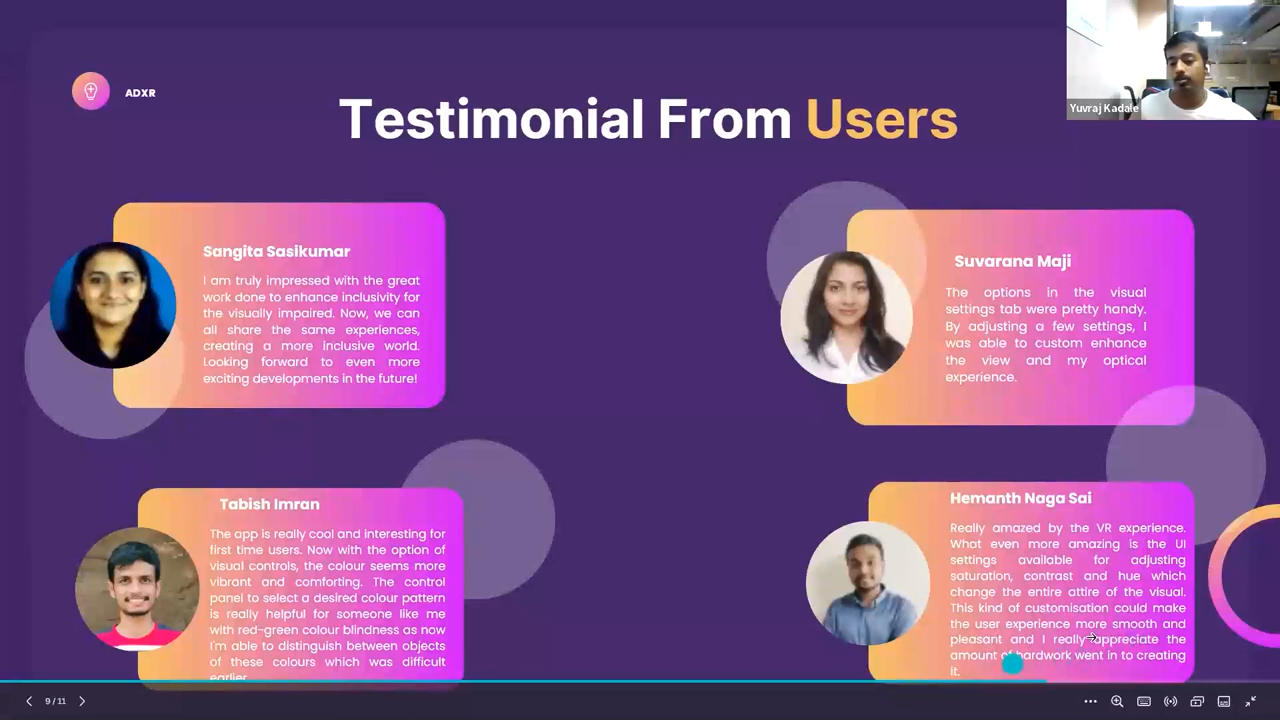 ADXR
Testimonial From Users
Yuvraj Kadale
Sangita Sasikumar
I am truly impressed with the great
work done to enhance inclusivity for
the visually impaired. Now, we can
all share the same experiences,
creating a more inclusive world.
Looking forward to even more
exciting developments in the future!
Suvarana Maji
The options in the visual
settings tab were pretty handy.
By adjusting a few settings, I
was able to custom enhance
the view and my optical
experience.
Tabish Imran
The app is really cool and interesting for
first time users. Now with the option of
visual controls, the colour seems more
vibrant and comforting. The control
panel to select a desired colour pattern
is really helpful for someone like me
with red-green colour blindness as now
I'm able to distinguish between objects
of these colours which was difficult
earlier
Hemanth Naga Sai
Really amazed by the VR experience.
What even more amazing is the UI
settings available for adjusting
saturation, contrast and hue which
change the entire attire of the visual.
This kind of customisation could make
the user experience more smooth and
pleasant and I really appreciate the
amount of hardwork went in to creating
it.
9 / 11